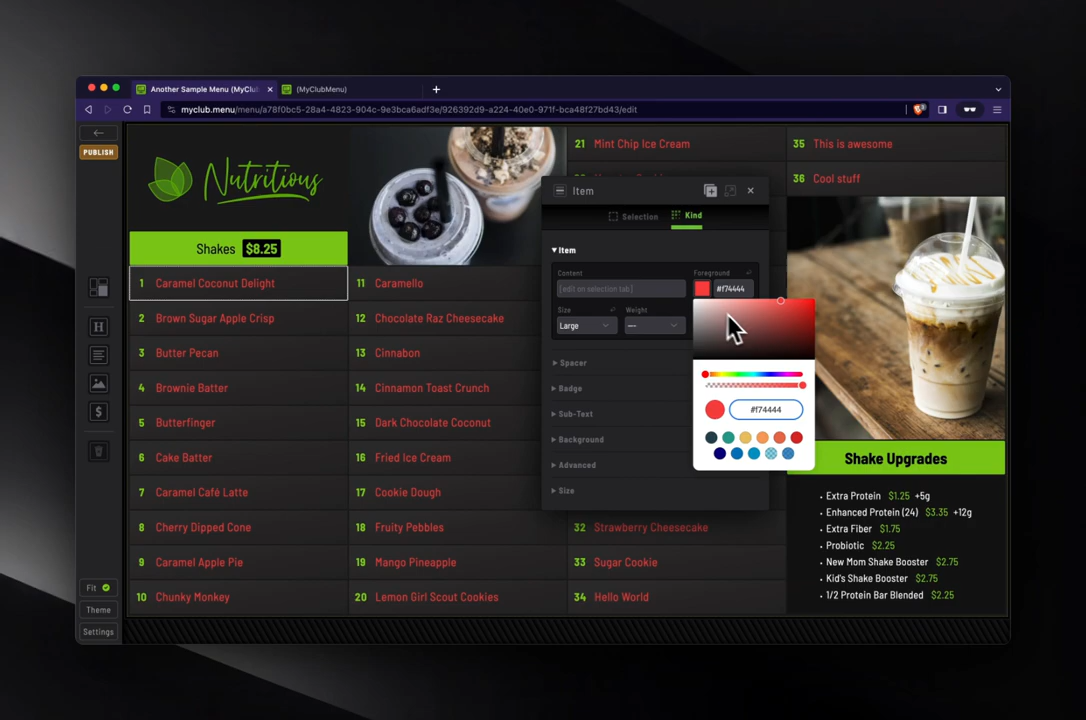 Another Sample Menu (MyClub
(MyClubMenu)
myclub.menu/menu/a78f0bc5-28a4-4823-904c-9e3bca6adf3e/926392d9-a224-40e0-971f-bca48f27bd43/edit
PUBLISH
H
$
Fit
Theme
Settings
Nutritious
Shakes $8.25
1 Caramel Coconut Delight
2 Brown Sugar Apple Crisp
3 Butter Pecan
4 Brownie Batter
5 Butterfinger
6 Cake Batter
7 Caramel Café Latte
8 Cherry Dipped Cone
9 Caramel Apple Pie
10 Chunky Monkey
11 Caramello
12 Chocolate Raz Cheesecake
13 Cinnabon
14 Cinnamon Toast Crunch
15 Dark Chocolate Coconut
16 Fried Ice Cream
17 Cookie Dough
18 Fruity Pebbles
19 Mango Pineapple
20 Lemon Girl Scout Cookies
21 Mint Chip Ice Cream
32 Strawberry Cheesecake
33 Sugar Cookie
34 Hello World
35 This is awesome
36 Cool stuff
Item
Selection
Kind
Item
Content
[edit on selection tab]
Foreground
#f74444
Size
Large
Weight
---
Spacer
Badge
Sub-Text
Background
Advanced
Size
#f74444
Shake Upgrades
• Extra Protein $1.25 +5g
• Enhanced Protein (24) $3.35 +12g
• Extra Fiber $1.75
• Probiotic $2.25
• New Mom Shake Booster $2.75
• Kid's Shake Booster $2.75
• 1/2 Protein Bar Blended $2.25